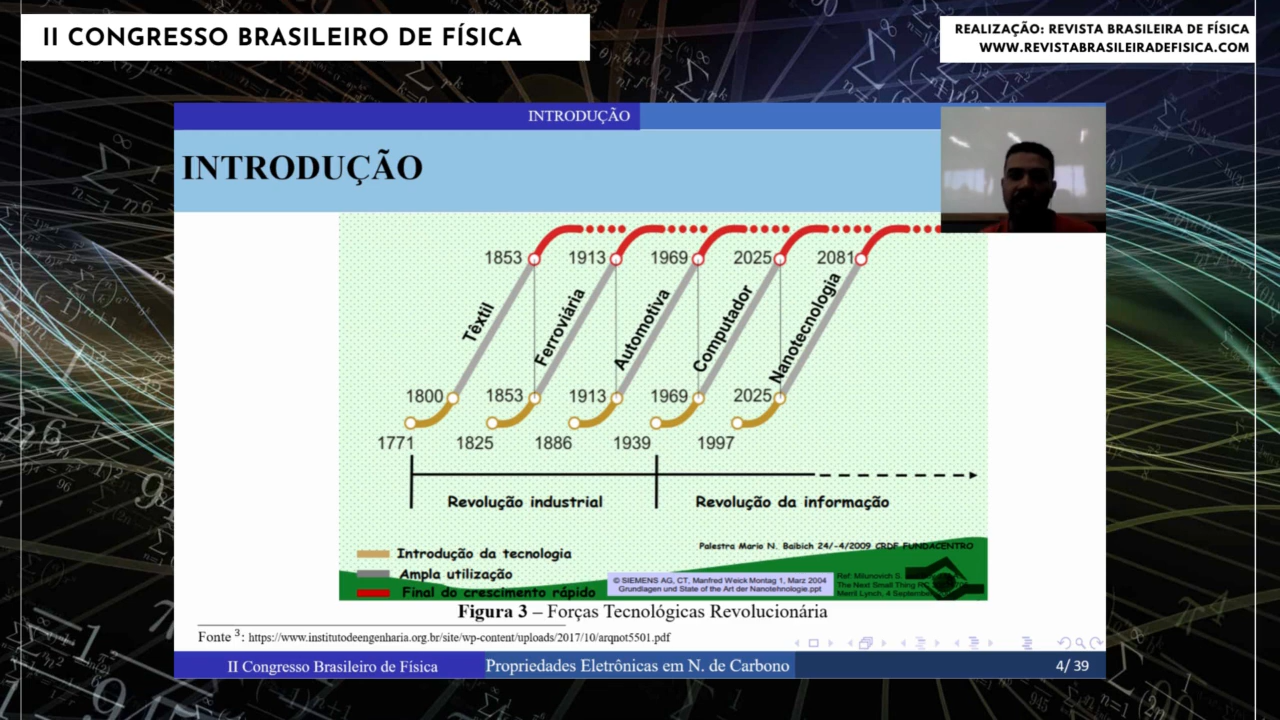 II CONGRESSO BRASILEIRO DE FÍSICA
REALIZAÇÃO: REVISTA BRASILEIRA DE FÍSICA
WWW.REVISTABRASILEIRADEFISICA.COM
INTRODUÇÃO
INTRODUÇÃO
1853 1913 1969 2025 2081
Têxtil
Ferroviária
Automotiva
Computador
Nanotecnologia
1800 1853 1913 1969 2025
1771 1825 1886 1939 1997
Revolução industrial
Revolução da informação
Palestra Mario N. Baibich 24/-4/2009 CRDF FUNDACENTRO
Introdução da tecnologia
Ampla utilização
Final do crescimento rápido
© SIEMENS AG, CT, Manfred Weick Montag 1, Marz 2004
Grundlagen und State of the Art der Nanotehnologie.ppt
Ref: Milunovich S.
The Next Small Thing
Merril Lynch, 4 September
Figura 3 – Forças Tecnológicas Revolucionária
Fonte 3: https://www.institutodeengenharia.org.br/site/wp-content/uploads/2017/10/arqnot5501.pdf
II Congresso Brasileiro de Física
Propriedades Eletrônicas em N. de Carbono
4/ 39